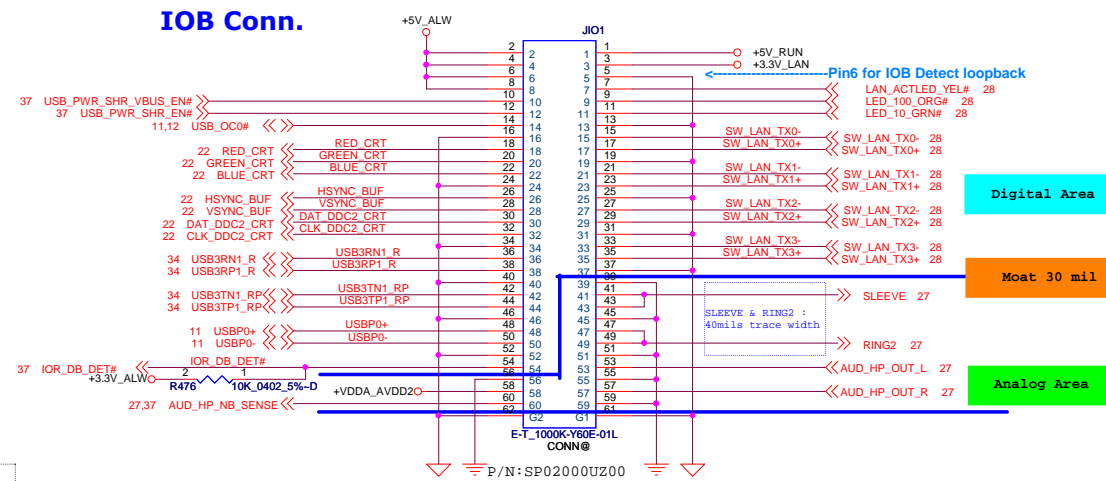 IOB Conn.
+5V_ALW
JIO1
+5V_RUN
+3.3V_LAN
Pin6 for IOB Detect loopback
2 2 1 1
4 4 3 3
6 6 5 5
8 8 7 7 LAN_ACTLED_YEL# 28
37 USB_PWR_SHR_VBUS_EN# 10 10 9 9 LED_100_ORG# 28
37 USB_PWR_SHR_EN# 12 12 11 11 LED_10_GRN# 28
11,12 USB_OC0# 14 14 13 13
16 16 15 15 SW_LAN_TX0- SW_LAN_TX0- 28
22 RED_CRT RED_CRT 18 18 17 17 SW_LAN_TX0+ SW_LAN_TX0+ 28
22 GREEN_CRT GREEN_CRT 20 20 19 19
22 BLUE_CRT BLUE_CRT 22 22 21 21 SW_LAN_TX1- SW_LAN_TX1- 28
24 24 23 23 SW_LAN_TX1+ SW_LAN_TX1+ 28
22 HSYNC_BUF HSYNC_BUF 26 26 25 25
22 VSYNC_BUF VSYNC_BUF 28 28 27 27 SW_LAN_TX2- SW_LAN_TX2- 28
22 DAT_DDC2_CRT DAT_DDC2_CRT 30 30 29 29 SW_LAN_TX2+ SW_LAN_TX2+ 28
22 CLK_DDC2_CRT CLK_DDC2_CRT 32 32 31 31
34 34 33 33 SW_LAN_TX3- SW_LAN_TX3- 28
34 USB3RN1_R USB3RN1_R 36 36 35 35 SW_LAN_TX3+ SW_LAN_TX3+ 28
34 USB3RP1_R USB3RP1_R 38 38 37 37
40 40 39 39
34 USB3TN1_RP USB3TN1_RP 42 42 41 41 SLEEVE 27
34 USB3TP1_RP USB3TP1_RP 44 44 43 43
46 46 45 45
11 USBP0+ USBP0+ 48 48 47 47
11 USBP0- USBP0- 50 50 49 49 RING2 27
52 52 51 51
37 IOR_DB_DET# IOR_DB_DET# 54 54 53 53 AUD_HP_OUT_L 27
+3.3V_ALW 2 1 56 56 55 55
R476 10K_0402_5%~D
+VDDA_AVDD2 58 58 57 57 AUD_HP_OUT_R 27
27,37 AUD_HP_NB_SENSE 60 60 59 59
62 G2 G1 61
Digital Area
Moat 30 mil
SLEEVE & RING2 :
40mils trace width
Analog Area
E-T_1000K-Y60E-01L
CONN@
P/N:SP02000UZ00